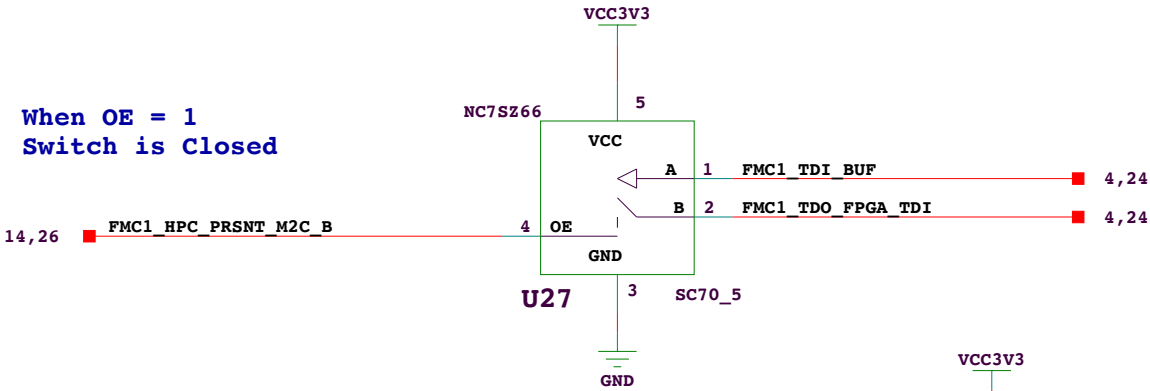 VCC3V3
When OE = 1
Switch is Closed
NC7SZ66
5
VCC
A
1
FMC1_TDI_BUF
4,24
B
2
FMC1_TDO_FPGA_TDI
4,24
14,26
FMC1_HPC_PRSNT_M2C_B
4
OE
GND
U27
3
SC70_5
GND
VCC3V3